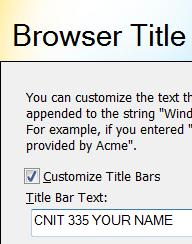 Browser Title
You can customize the text th
appended to the string "Wind
For example, if you entered "
provided by Acme".
Customize Title Bars
Title Bar Text:
CNIT 335 YOUR NAME